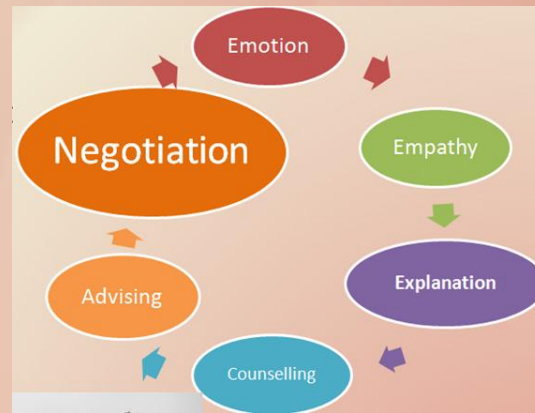 Emotion
Negotiation
Empathy
Advising
Explanation
Counselling